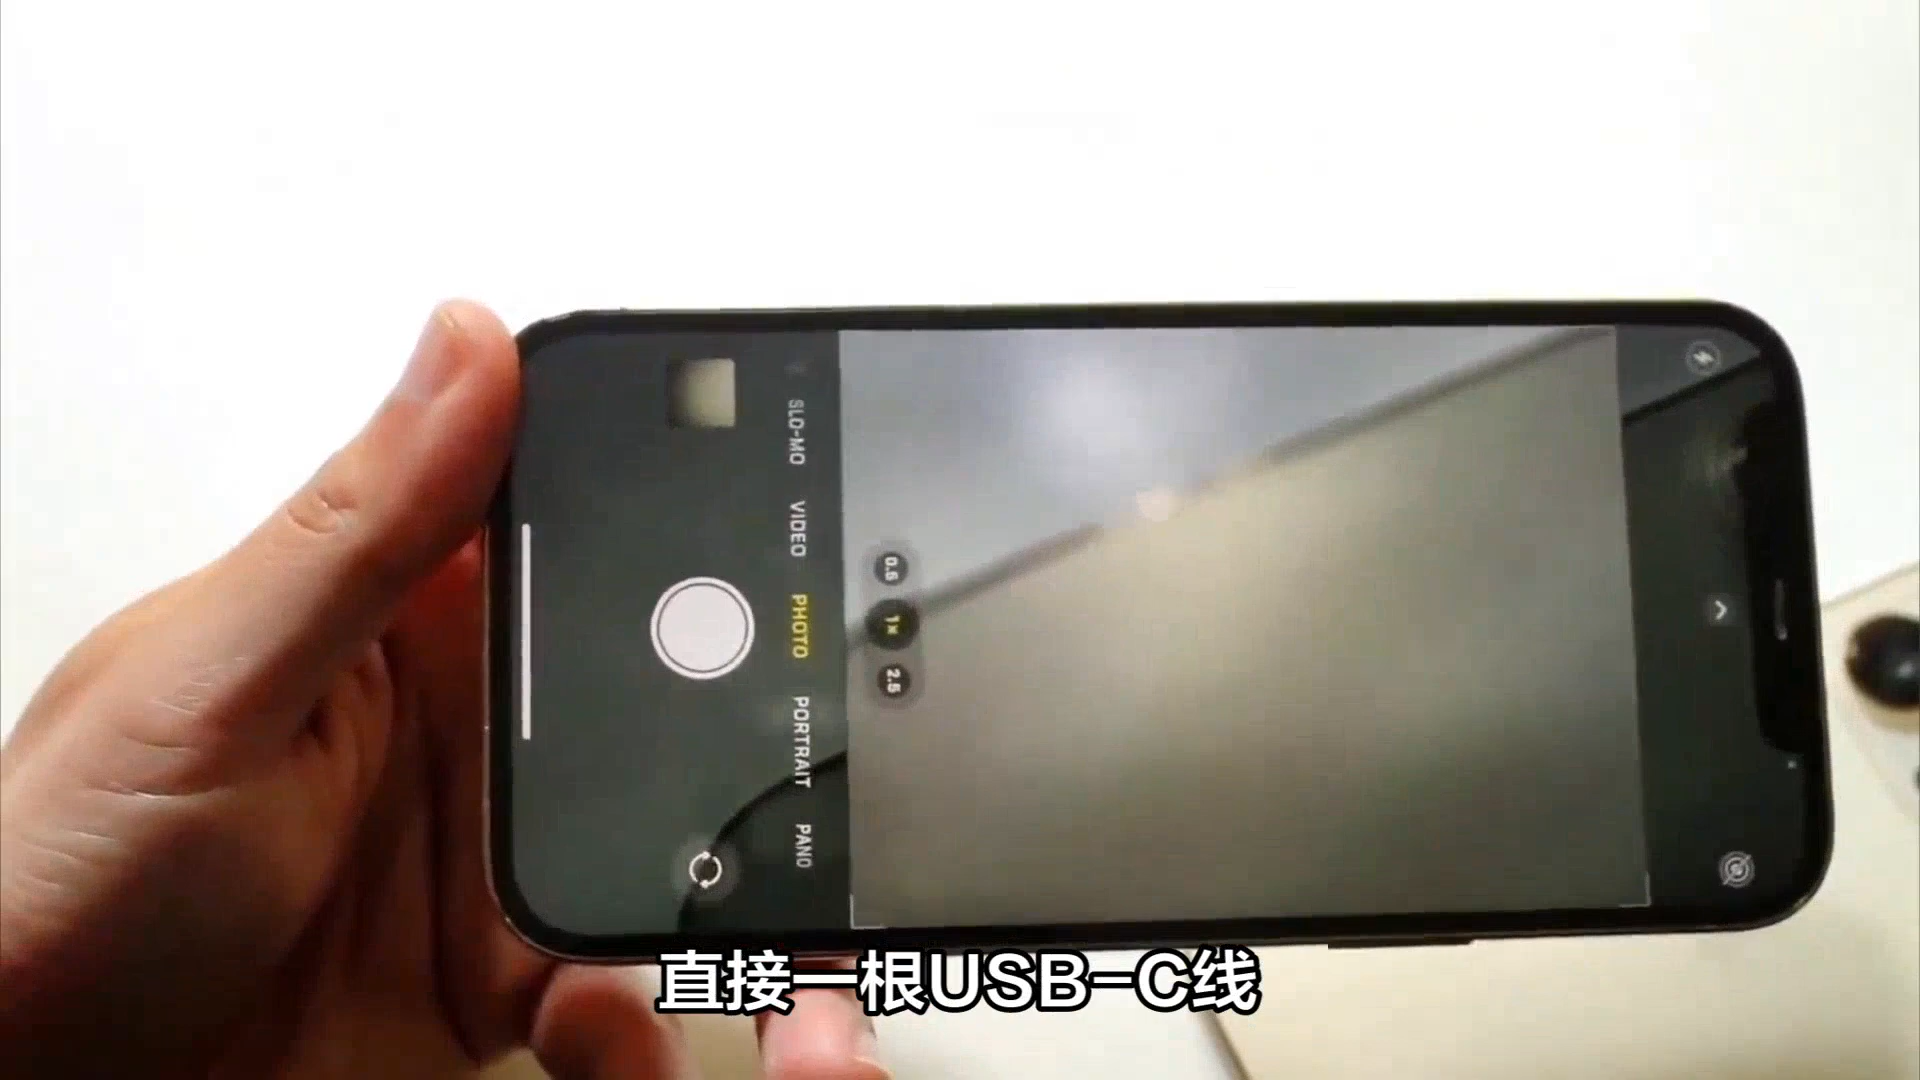 SLO-MO
VIDEO
PHOTO
PORTRAIT
PANO
0.6
1x
2.5
直接一根USB-C线